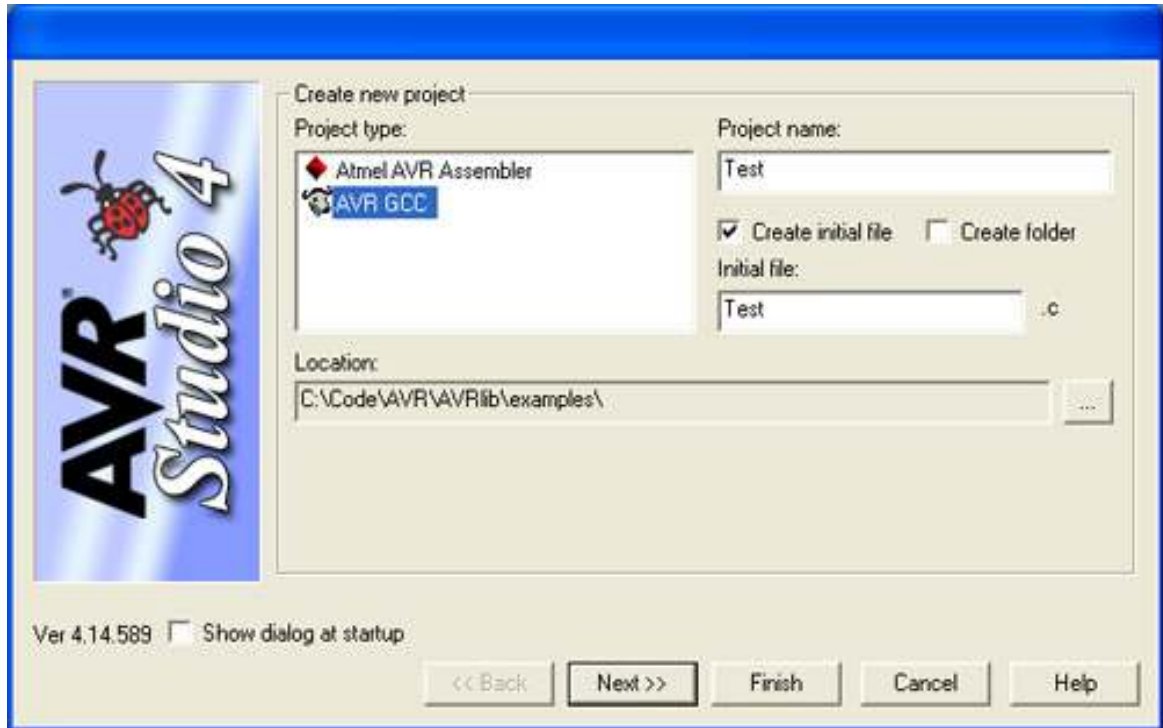 AVR®
Studio 4
Create new project
Project type:
Atmel AVR Assembler
AVR GCC
Project name:
Test
Create initial file
Create folder
Initial file:
Test
.c
Location:
C:\Code\AVR\AVRlib\examples\
...
Ver 4.14.589
Show dialog at startup
<< Back
Next >>
Finish
Cancel
Help